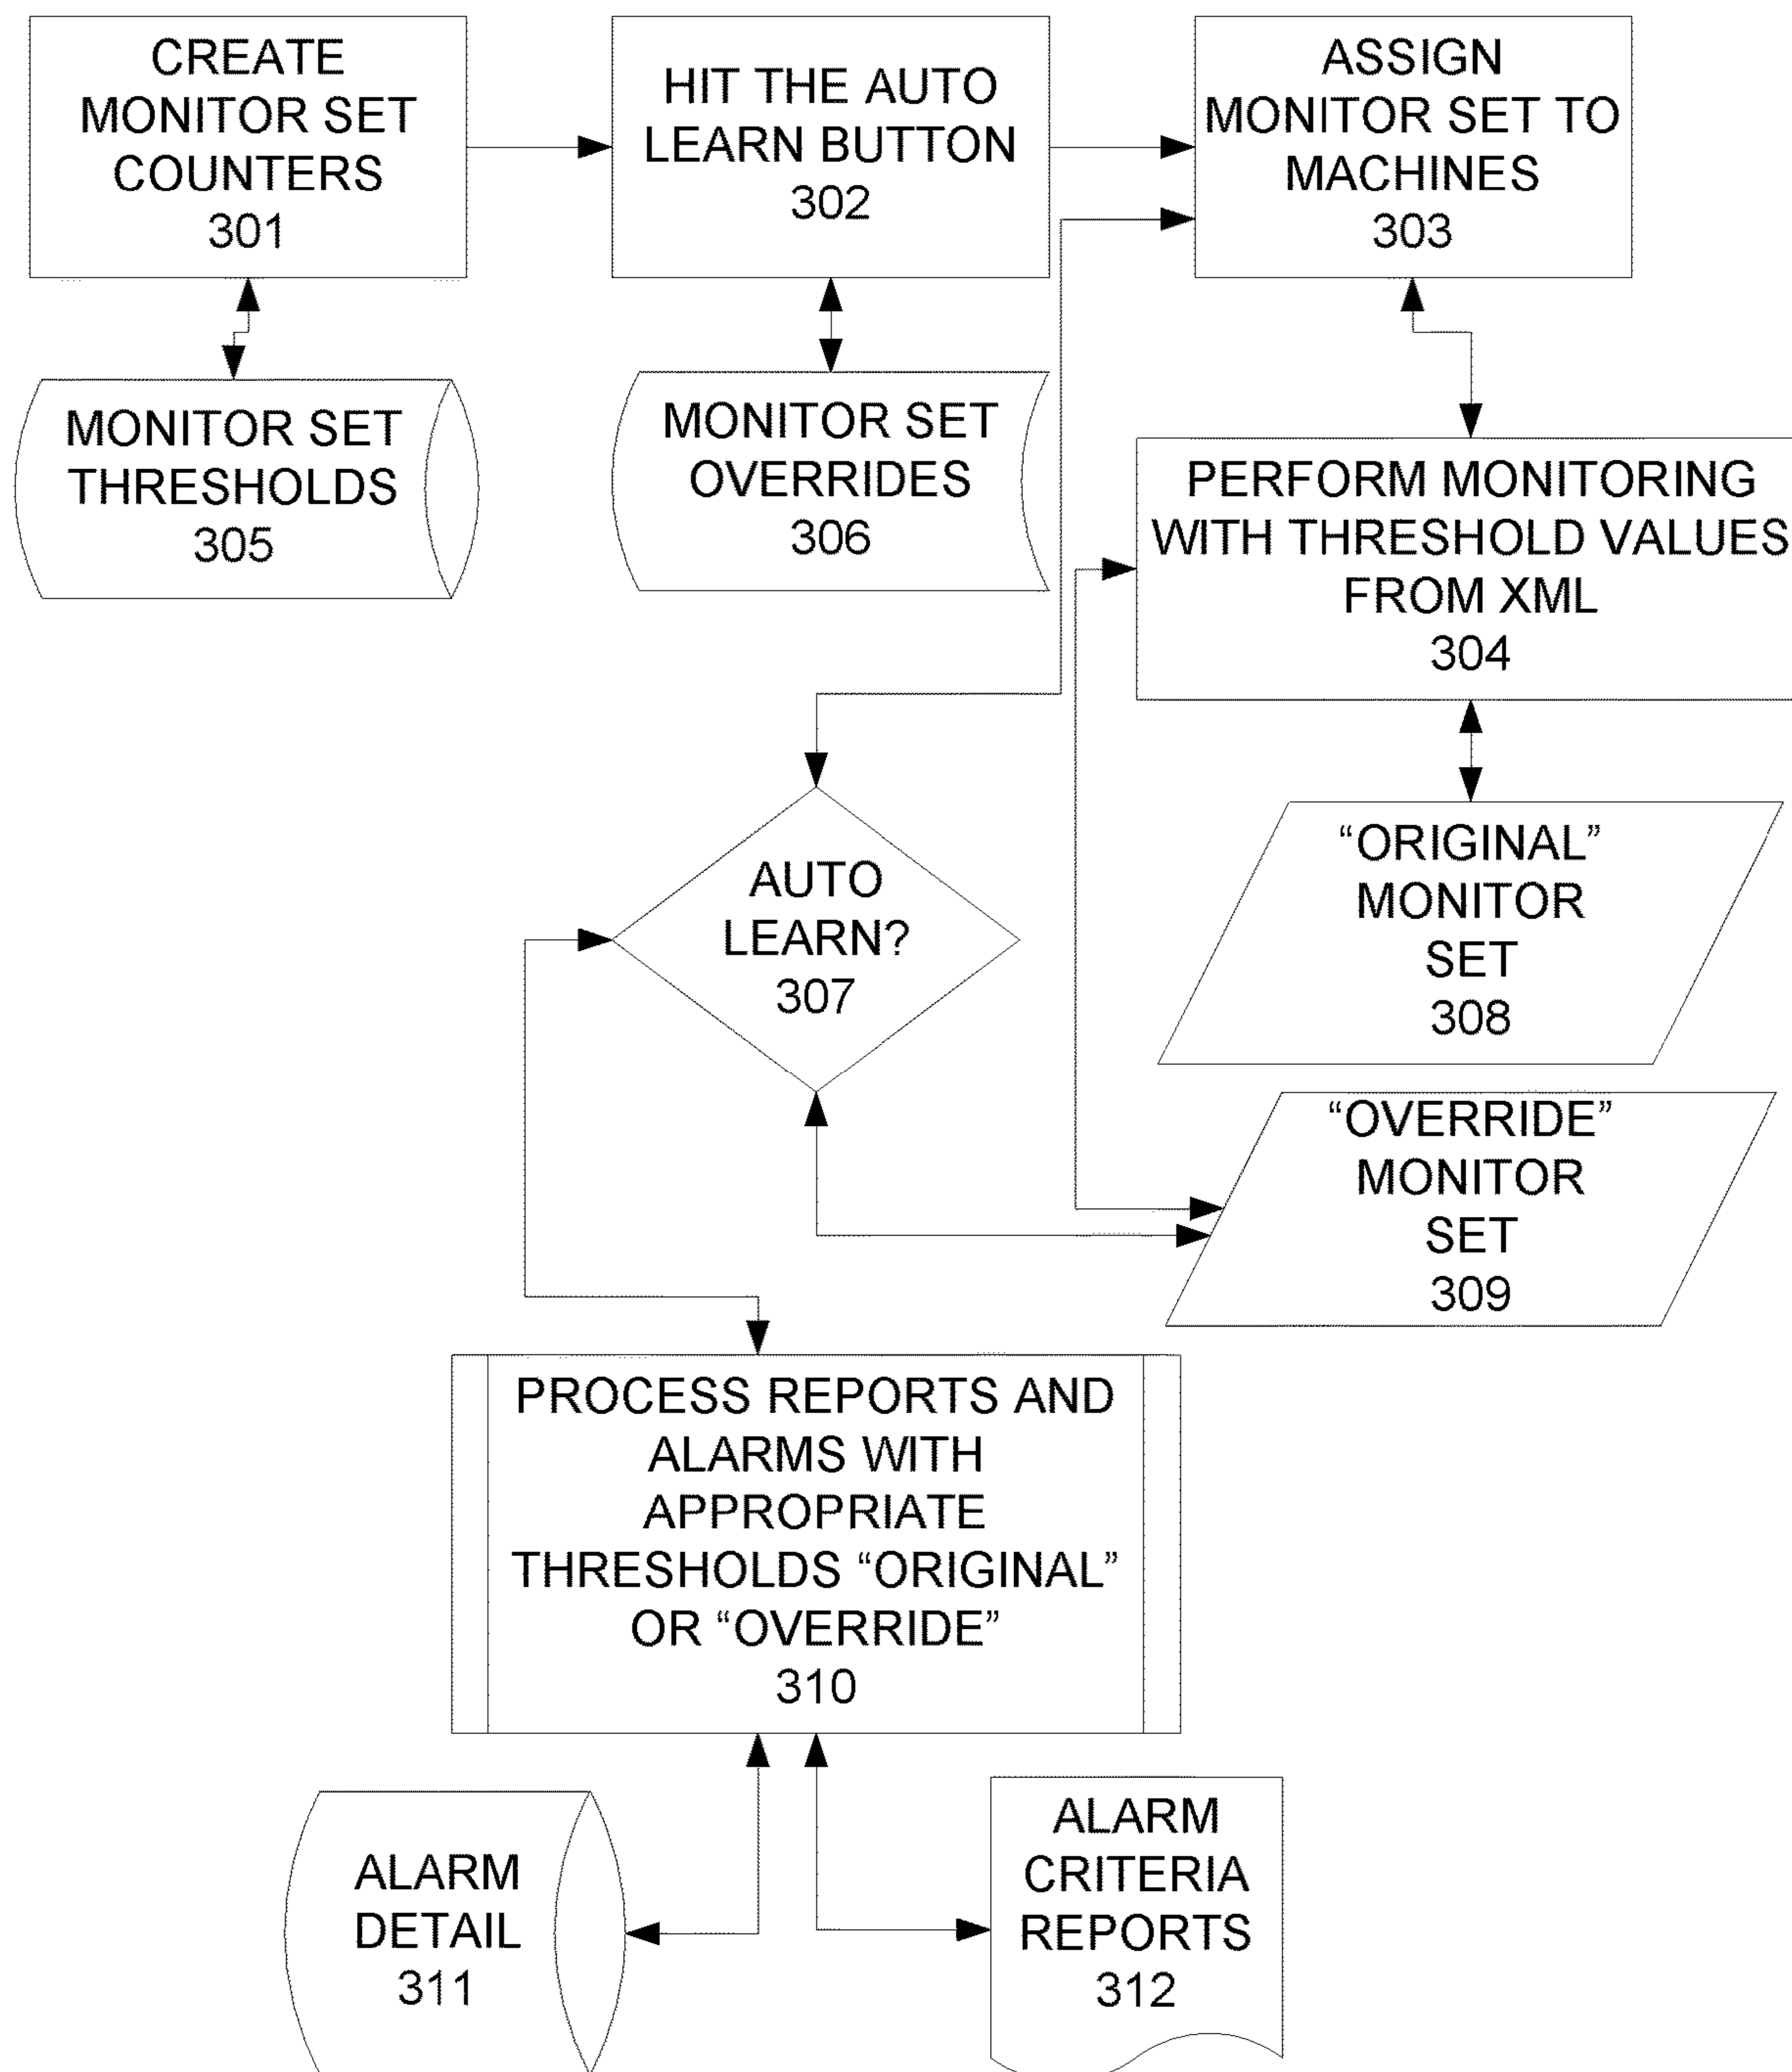 CREATE
MONITOR SET
COUNTERS
301
HIT THE AUTO
LEARN BUTTON
302
ASSIGN
MONITOR SET TO
MACHINES
303
MONITOR SET
THRESHOLDS
305
MONITOR SET
OVERRIDES
306
PERFORM MONITORING
WITH THRESHOLD VALUES
FROM XML
304
AUTO
LEARN?
307
“ORIGINAL”
MONITOR
SET
308
“OVERRIDE”
MONITOR
SET
309
PROCESS REPORTS AND
ALARMS WITH
APPROPRIATE
THRESHOLDS “ORIGINAL”
OR “OVERRIDE”
310
ALARM
DETAIL
311
ALARM
CRITERIA
REPORTS
312